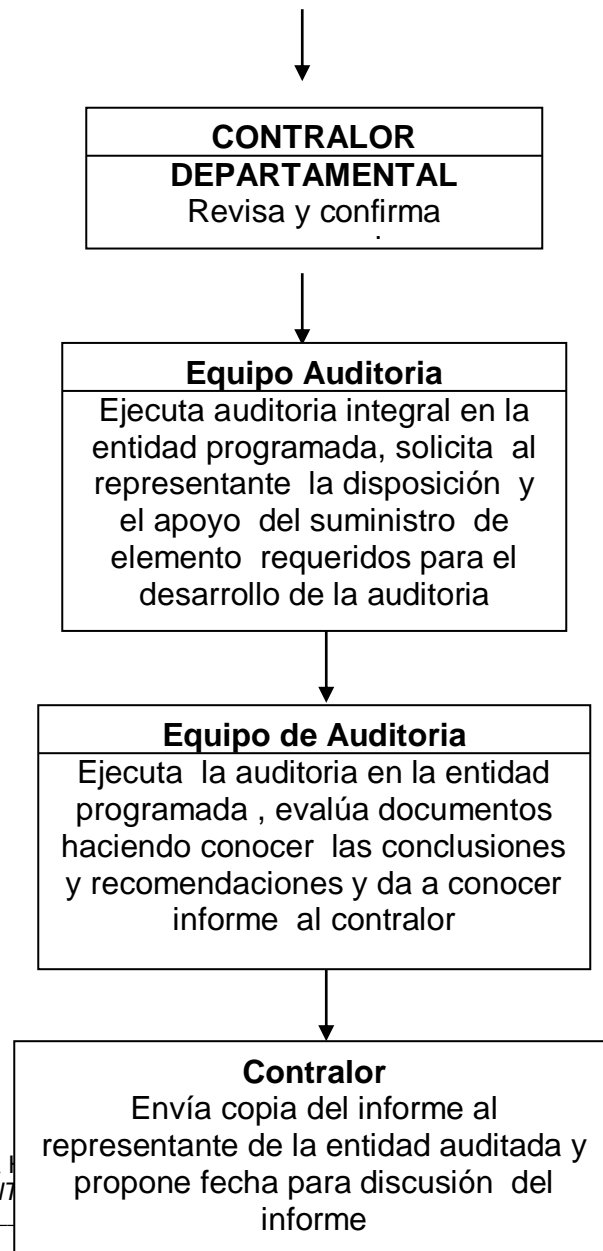 CONTRALOR
DEPARTAMENTAL
Revisa y confirma
Equipo Auditoria
Ejecuta auditoria integral en la
entidad programada, solicita al
representante la disposición y
el apoyo del suministro de
elemento requeridos para el
desarrollo de la auditoria
Equipo de Auditoria
Ejecuta la auditoria en la entidad
programada , evalúa documentos
haciendo conocer las conclusiones
y recomendaciones y da a conocer
informe al contralor
Contralor
Envía copia del informe al
representante de la entidad auditada y
propone fecha para discusión del
informe